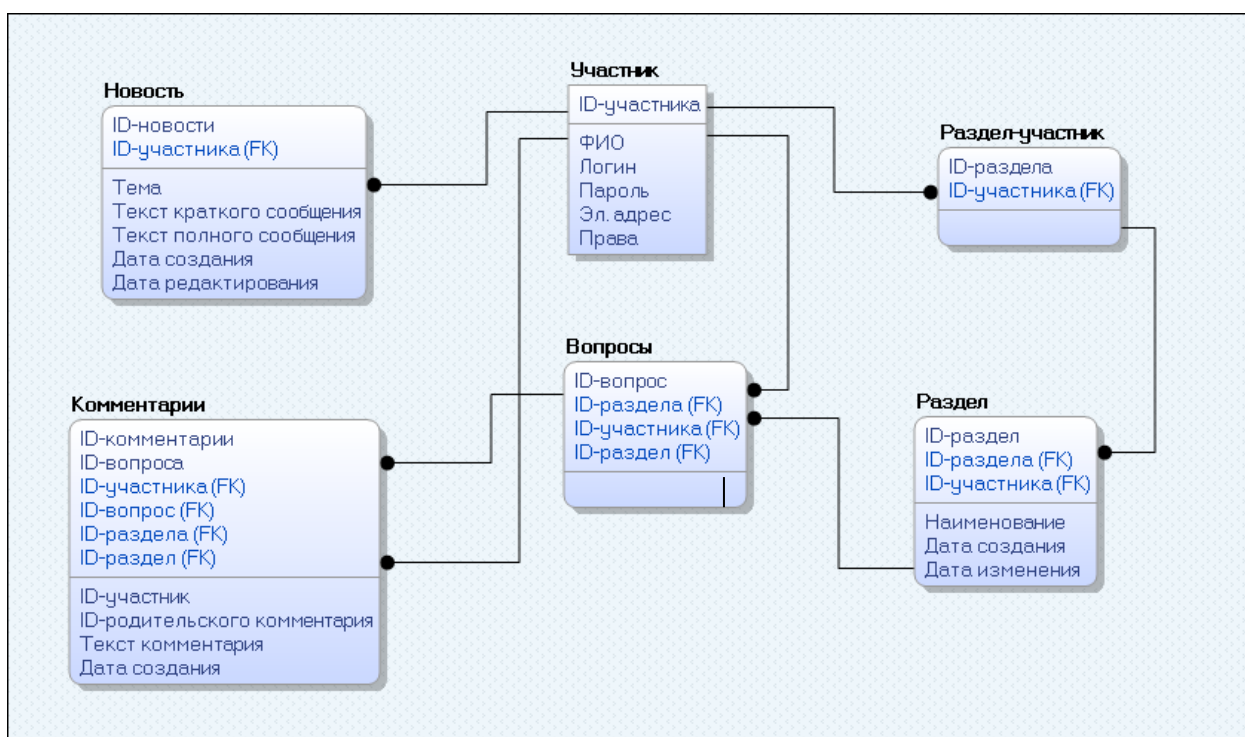 Новость
ID-новости
ID-участника (FK)
Тема
Текст краткого сообщения
Текст полного сообщения
Дата создания
Дата редактирования
Участник
ID-участника
ФИО
Логин
Пароль
Эл. адрес
Права
Раздел-участник
ID-раздела
ID-участника (FK)
Комментарии
ID-комментарии
ID-вопроса
ID-участника (FK)
ID-вопрос (FK)
ID-раздела (FK)
ID-раздел (FK)
ID-участник
ID-родительского комментария
Текст комментария
Дата создания
Вопросы
ID-вопрос
ID-раздела (FK)
ID-участника (FK)
ID-раздел (FK)
Раздел
ID-раздел
ID-раздела (FK)
ID-участника (FK)
Наименование
Дата создания
Дата изменения